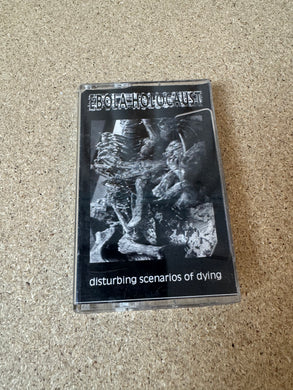 EBOLA HOLOCAUST
disturbing scenarios of dying